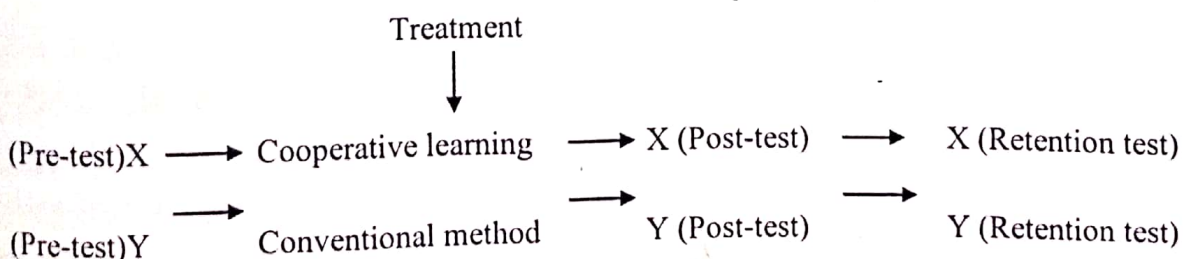 Treatment
(Pre-test)X Cooperative learning X (Post-test) X (Retention test)
(Pre-test)Y Conventional method Y (Post-test) Y (Retention test)